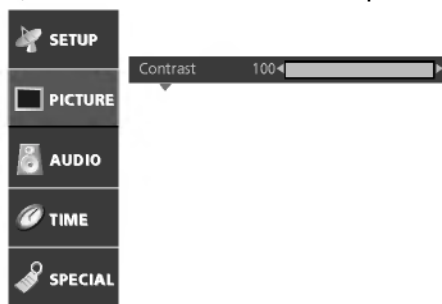 SETUP
Contrast 100
PICTURE
AUDIO
TIME
SPECIAL